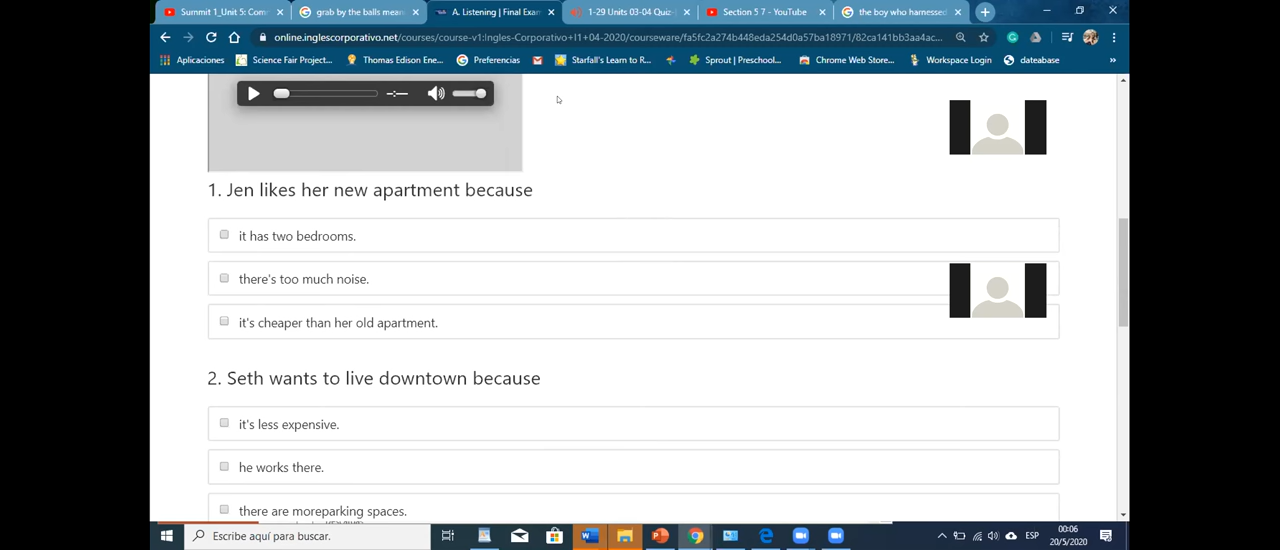 Summit 1_Unit 5: Com
grab by the balls mean
A. Listening | Final Exam
1-29 Units 03-04 Quiz-
Section 5 7 - YouTube
the boy who harnessed
online.inglescorporativo.net/courses/course-v1:Ingles-Corporativo+I1+04-2020/courseware/fa5fc2a274b448eda254d0a57ba18971/82ca141bb3aa4ac...
Aplicaciones
Science Fair Project...
Thomas Edison Ene...
Preferencias
Starfall's Learn to R...
Sprout | Preschool...
Chrome Web Store...
Workspace Login
dateabase
»
--:--
1. Jen likes her new apartment because
it has two bedrooms.
there's too much noise.
it's cheaper than her old apartment.
2. Seth wants to live downtown because
it's less expensive.
he works there.
there are moreparking spaces.
Escribe aquí para buscar.
ESP
00:06
20/5/2020